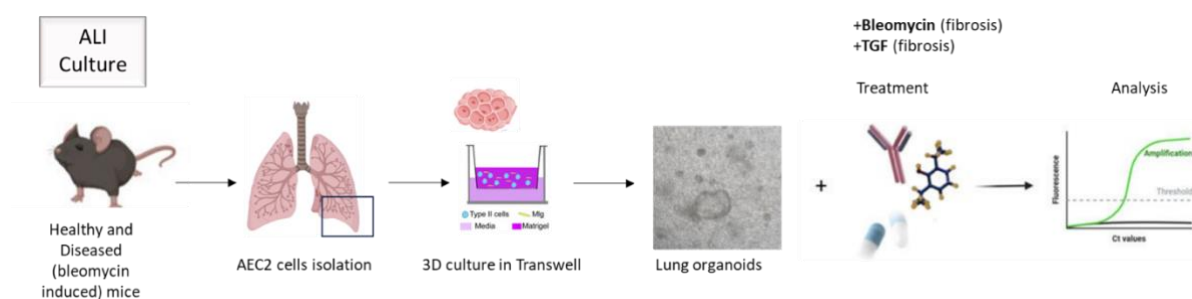 ALI
Culture
+Bleomycin (fibrosis)
+TGF (fibrosis)
Treatment
Analysis
Fluorescence
Amplification
Threshold
Ct values
Type II cells
Mlg
Media
Matrigel
Healthy and
Diseased
(bleomycin
induced) mice
AEC2 cells isolation
3D culture in Transwell
Lung organoids
+